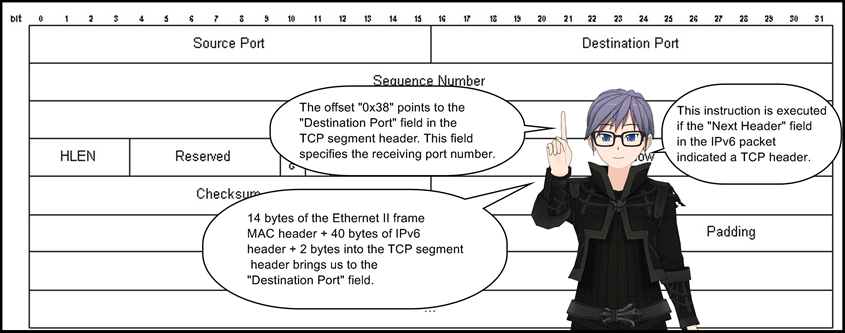 bit 0 1 2 3 4 5 6 7 8 9 10 11 12 13 14 15 16 17 18 19 20 21 22 23 24 25 26 27 28 29 30 31
Source Port
Destination Port
Sequence Number
The offset "0x38" points to the
"Destination Port" field in the
TCP segment header. This field
specifies the receiving port number.
This instruction is executed
if the "Next Header" field
in the IPv6 packet
indicated a TCP header.
HLEN
Reserved
Checksum
14 bytes of the Ethernet II frame
MAC header + 40 bytes of IPv6
header + 2 bytes into the TCP segment
header brings us to the
"Destination Port" field.
Padding
...